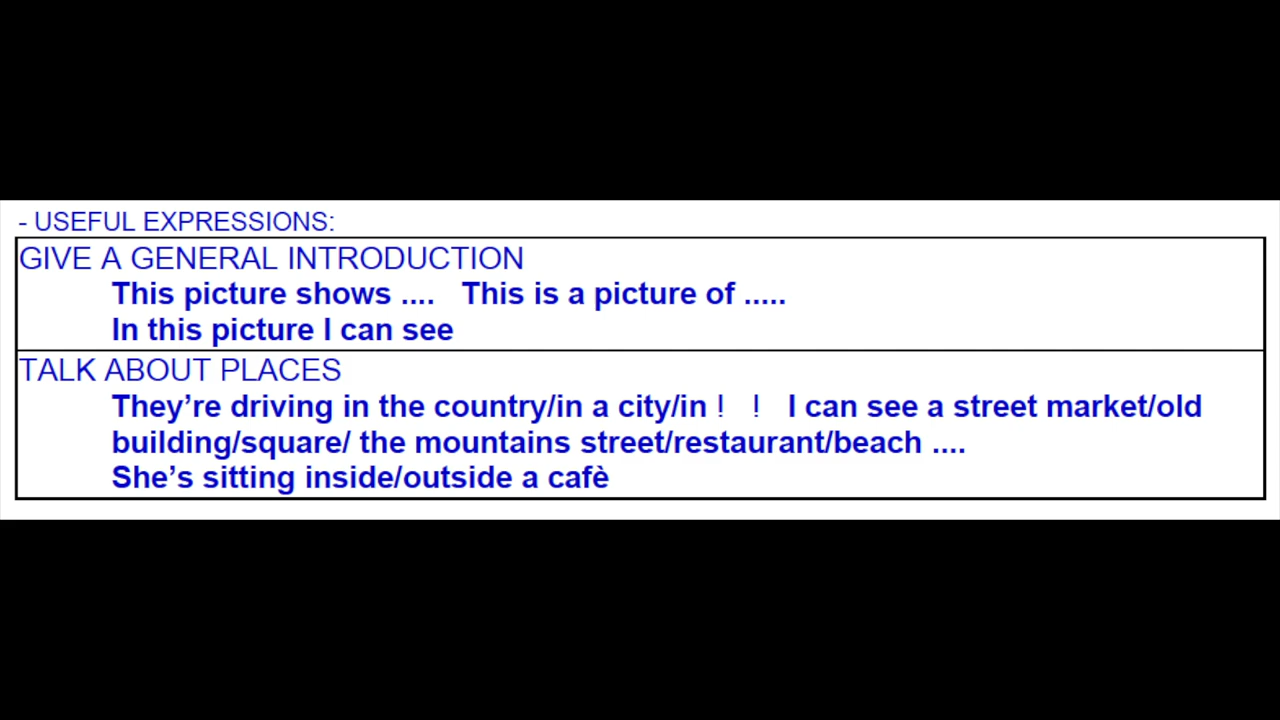 - USEFUL EXPRESSIONS:
GIVE A GENERAL INTRODUCTION
This picture shows .... This is a picture of .....
In this picture I can see
TALK ABOUT PLACES
They’re driving in the country/in a city/in ! ! I can see a street market/old
building/square/ the mountains street/restaurant/beach ....
She’s sitting inside/outside a cafè